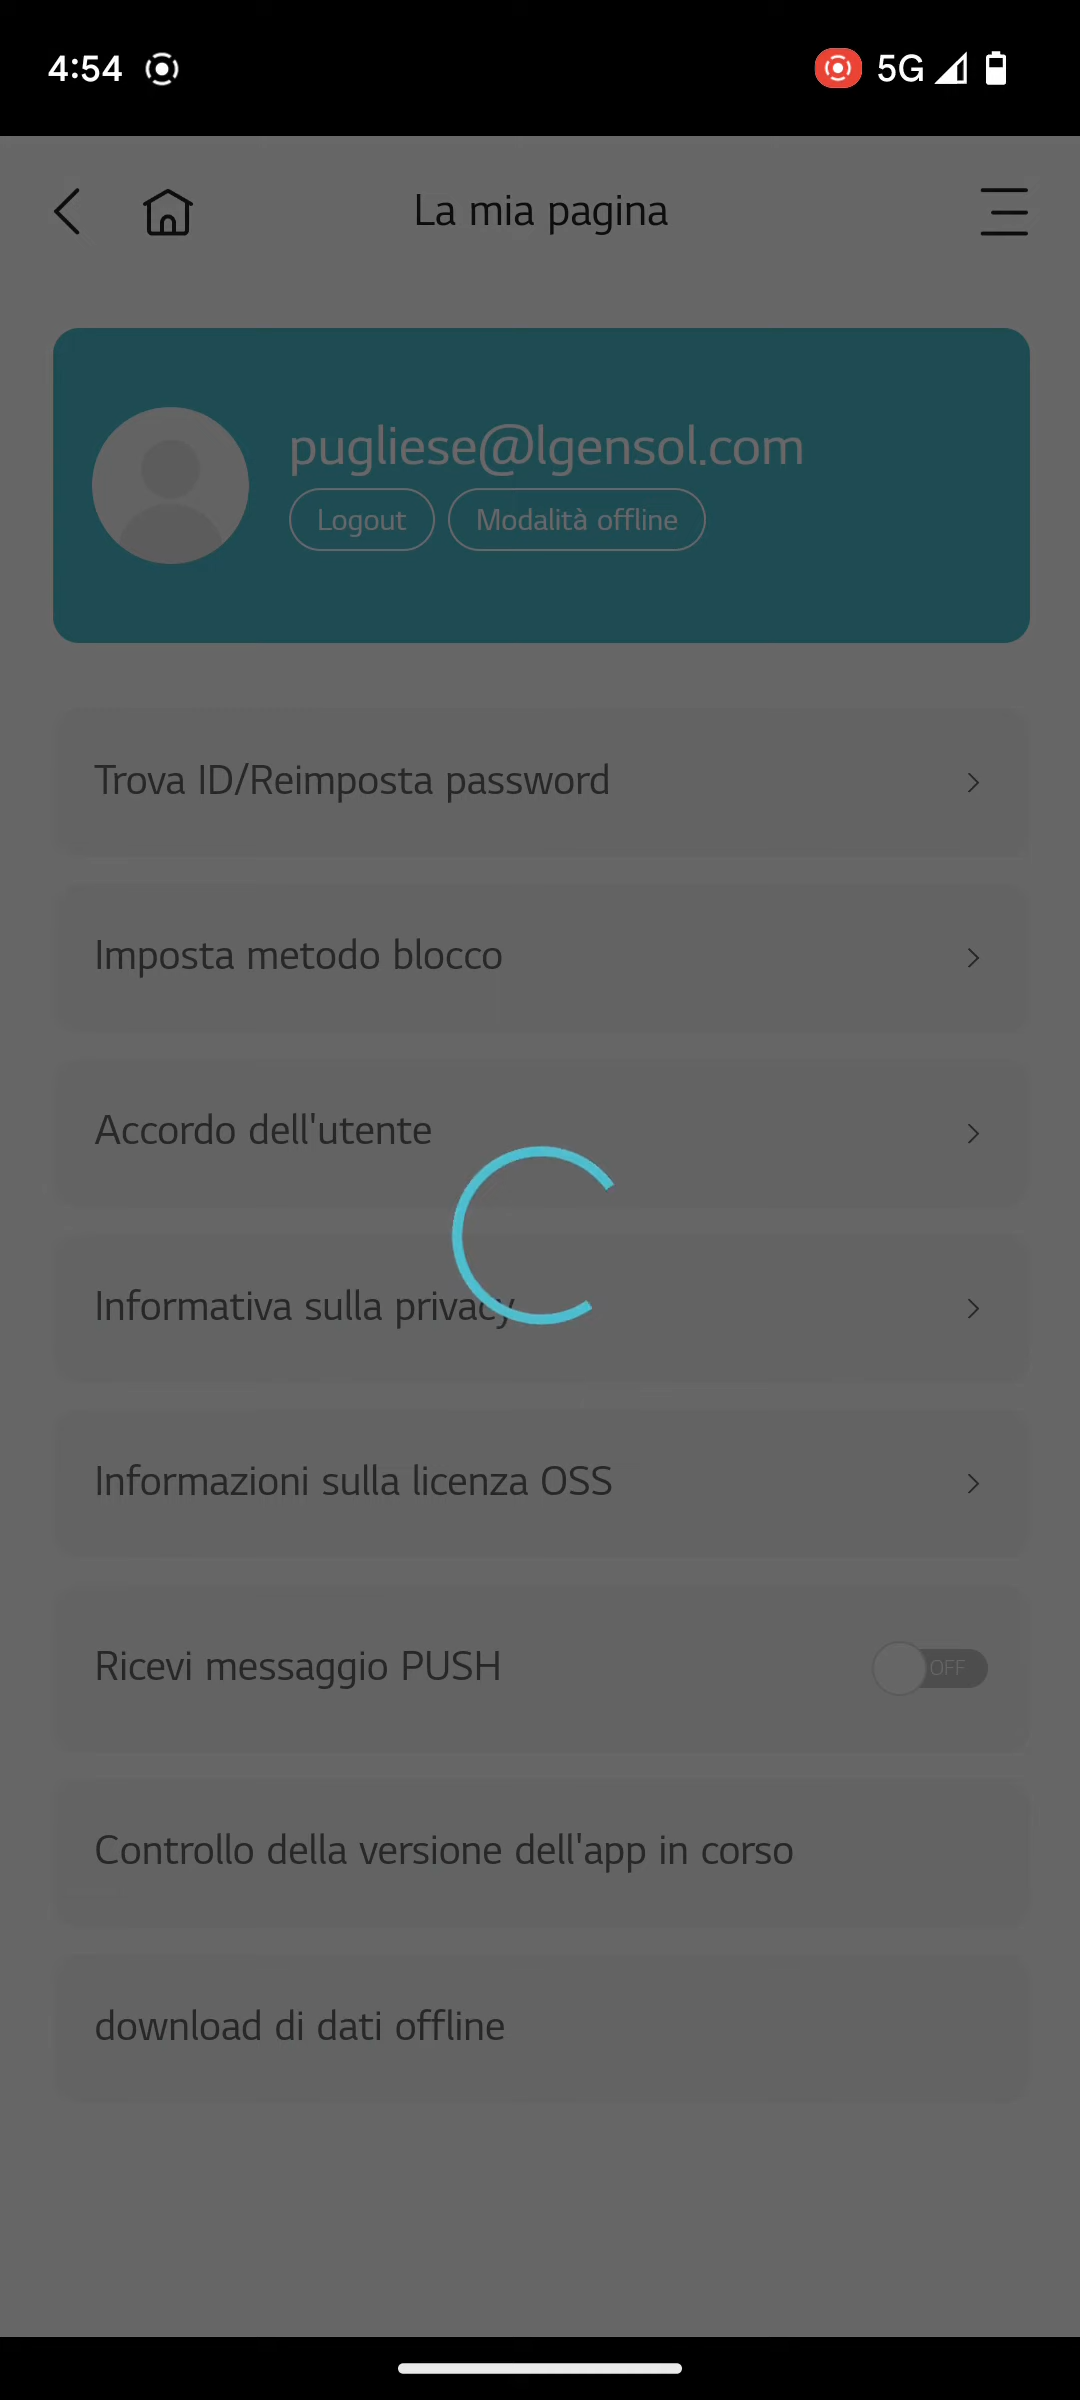 4:54
5G
La mia pagina
pugliese@lgensol.com
Logout
Modalità offline
Trova ID/Reimposta password
Imposta metodo blocco
Accordo dell'utente
Informativa sulla privacy
Informazioni sulla licenza OSS
Ricevi messaggio PUSH
OFF
Controllo della versione dell'app in corso
download di dati offline